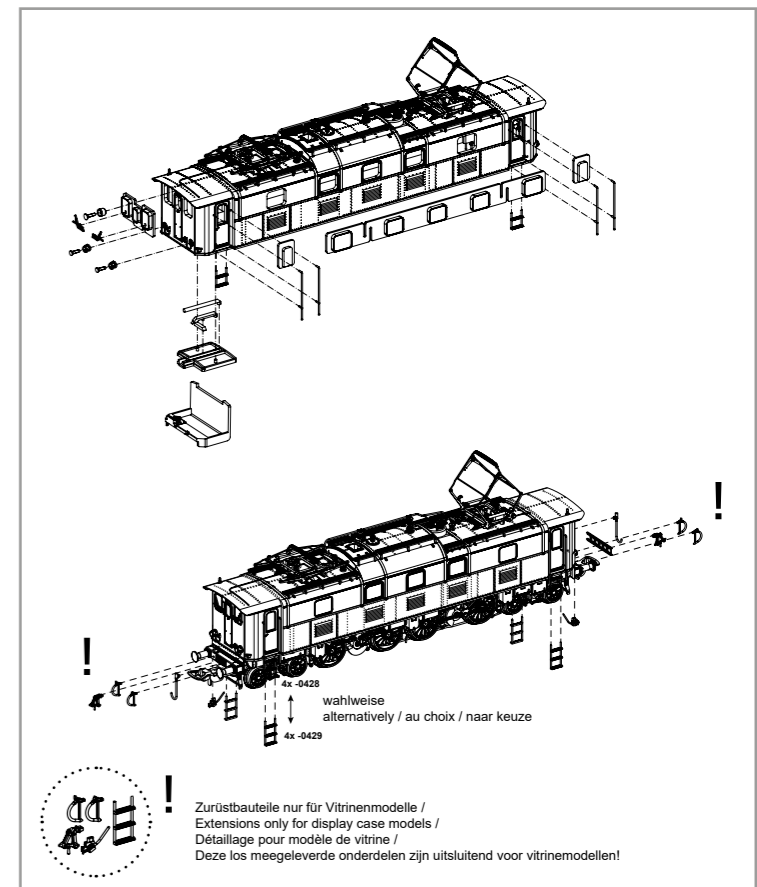 !
!
4x -0428
wahlweise
alternatively / au choix / naar keuze
4x -0429
!
Zurüstbauteile nur für Vitrinenmodelle /
Extensions only for display case models /
Détaillage pour modèle de vitrine /
Deze los meegeleverde onderdelen zijn uitsluitend voor vitrinemodellen!